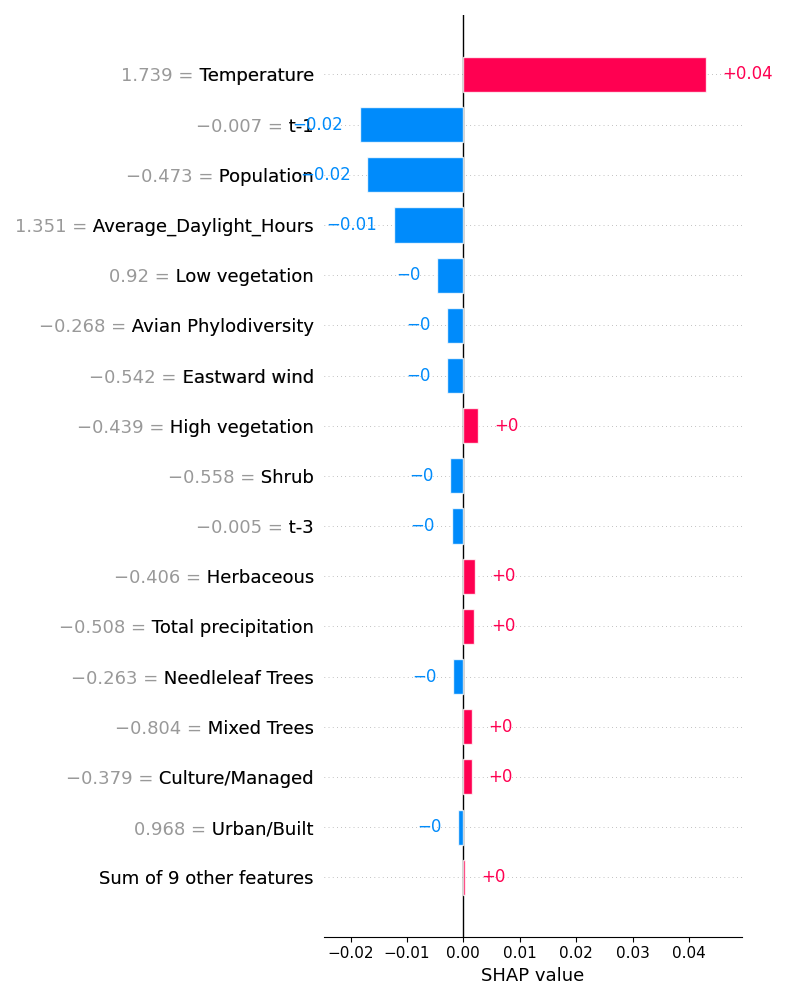 1.739 = Temperature +0.04
−0.007 = t-1 −0.02
−0.473 = Population −0.02
1.351 = Average_Daylight_Hours −0.01
0.92 = Low vegetation −0
−0.268 = Avian Phylodiversity −0
−0.542 = Eastward wind −0
−0.439 = High vegetation +0
−0.558 = Shrub −0
−0.005 = t-3 −0
−0.406 = Herbaceous +0
−0.508 = Total precipitation +0
−0.263 = Needleleaf Trees −0
−0.804 = Mixed Trees +0
−0.379 = Culture/Managed +0
0.968 = Urban/Built −0
Sum of 9 other features +0
−0.02 −0.01 0.00 0.01 0.02 0.03 0.04
SHAP value